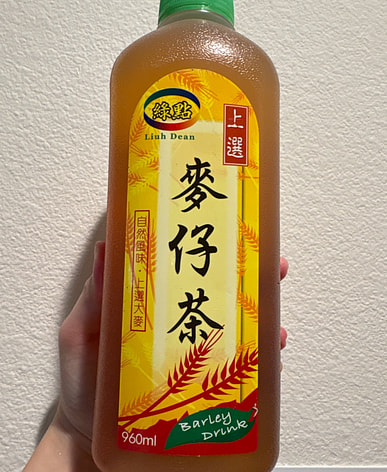 綠點
Liuh Dean
上選
麥仔茶
自然風味・上選大麥
Barley
Drink
960ml